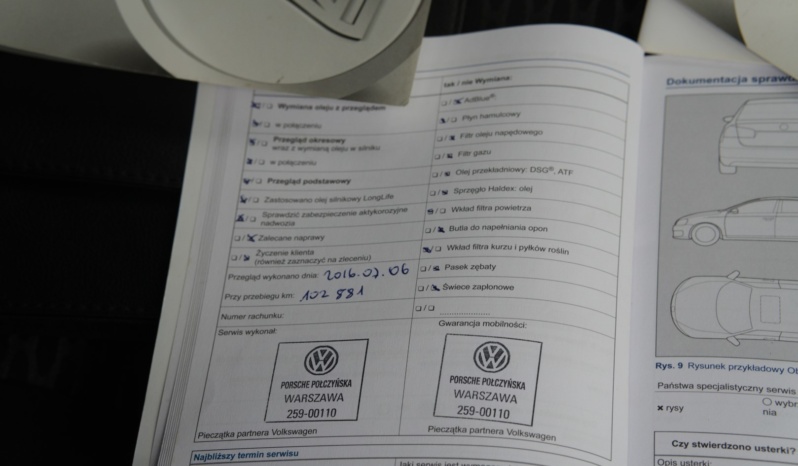 tak / nie Wymiana:
Wymiana oleju z przeglądem
w połączeniu
Przegląd okresowy
wraz z wymianą oleju w silniku
w połączeniu
Przegląd podstawowy
Zastosowano olej silnikowy LongLife
Sprawdzić zabezpieczenie aktykorozyjne
nadwozia
Zalecane naprawy
Życzenie klienta
(również zaznaczyć na zleceniu)
Przegląd wykonano dnia: 2016.07.06
Przy przebiegu km: 102 881
Numer rachunku:
Serwis wykonał:
PORSCHE POŁCZYŃSKA
WARSZAWA
259-00110
Pieczątka partnera Volkswagen
Najbliższy termin serwisu
AdBlue®
Płyn hamulcowy
Filtr oleju napędowego
Filtr gazu
Olej przekładniowy: DSG®, ATF
Sprzęgło Haldex: olej
Wkład filtra powietrza
Butla do napełniania opon
Wkład filtra kurzu i pyłków roślin
Pasek zębaty
Świece zapłonowe
Gwarancja mobilności:
PORSCHE POŁCZYŃSKA
WARSZAWA
259-00110
Pieczątka partnera Volkswagen
Dokumentacja
Rys. 9 Rysunek przykładowy
Państwa specjalistyczny serwis
x rysy
Czy stwierdzono usterki?
Opis usterki: